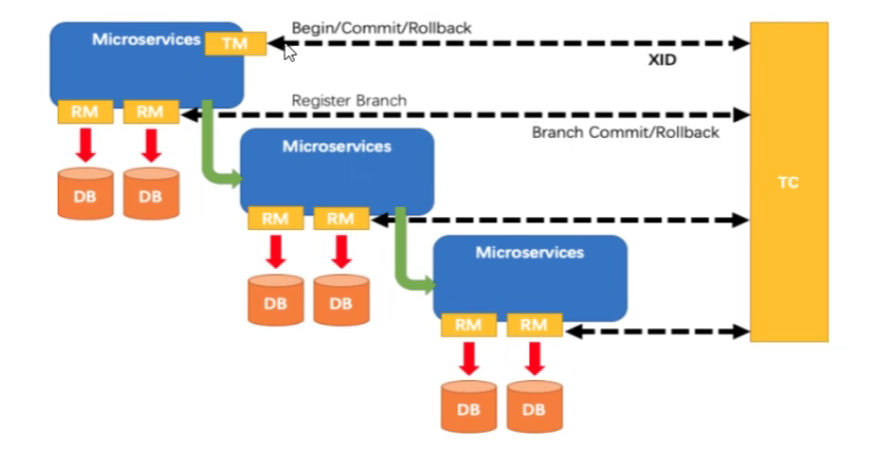 Begin/Commit/Rollback
Microservices
TM
XID
RM
RM
Register Branch
Branch Commit/Rollback
Microservices
DB
DB
TC
RM
RM
Microservices
DB
DB
RM
RM
DB
DB